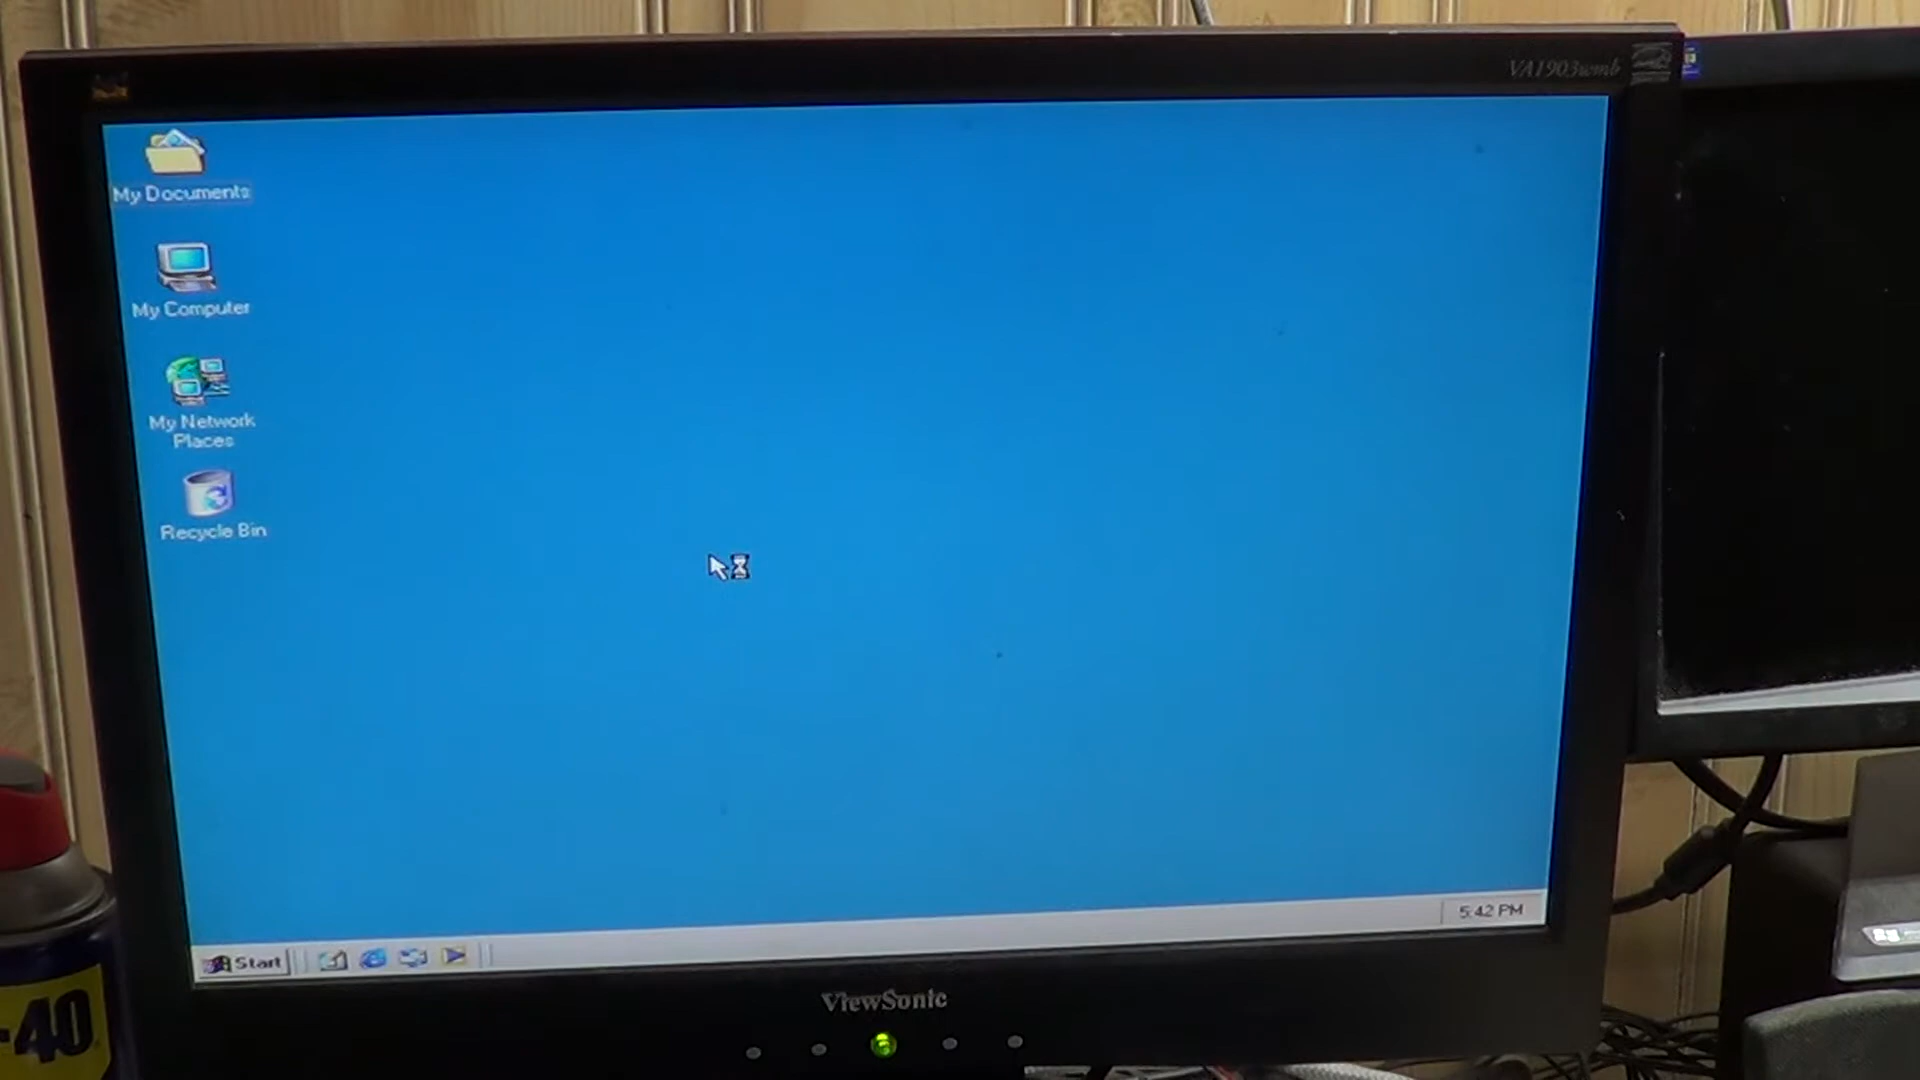 VA1903wmb
My Documents
My Computer
My Network
Places
Recycle Bin
5:42 PM
Start
ViewSonic
-40